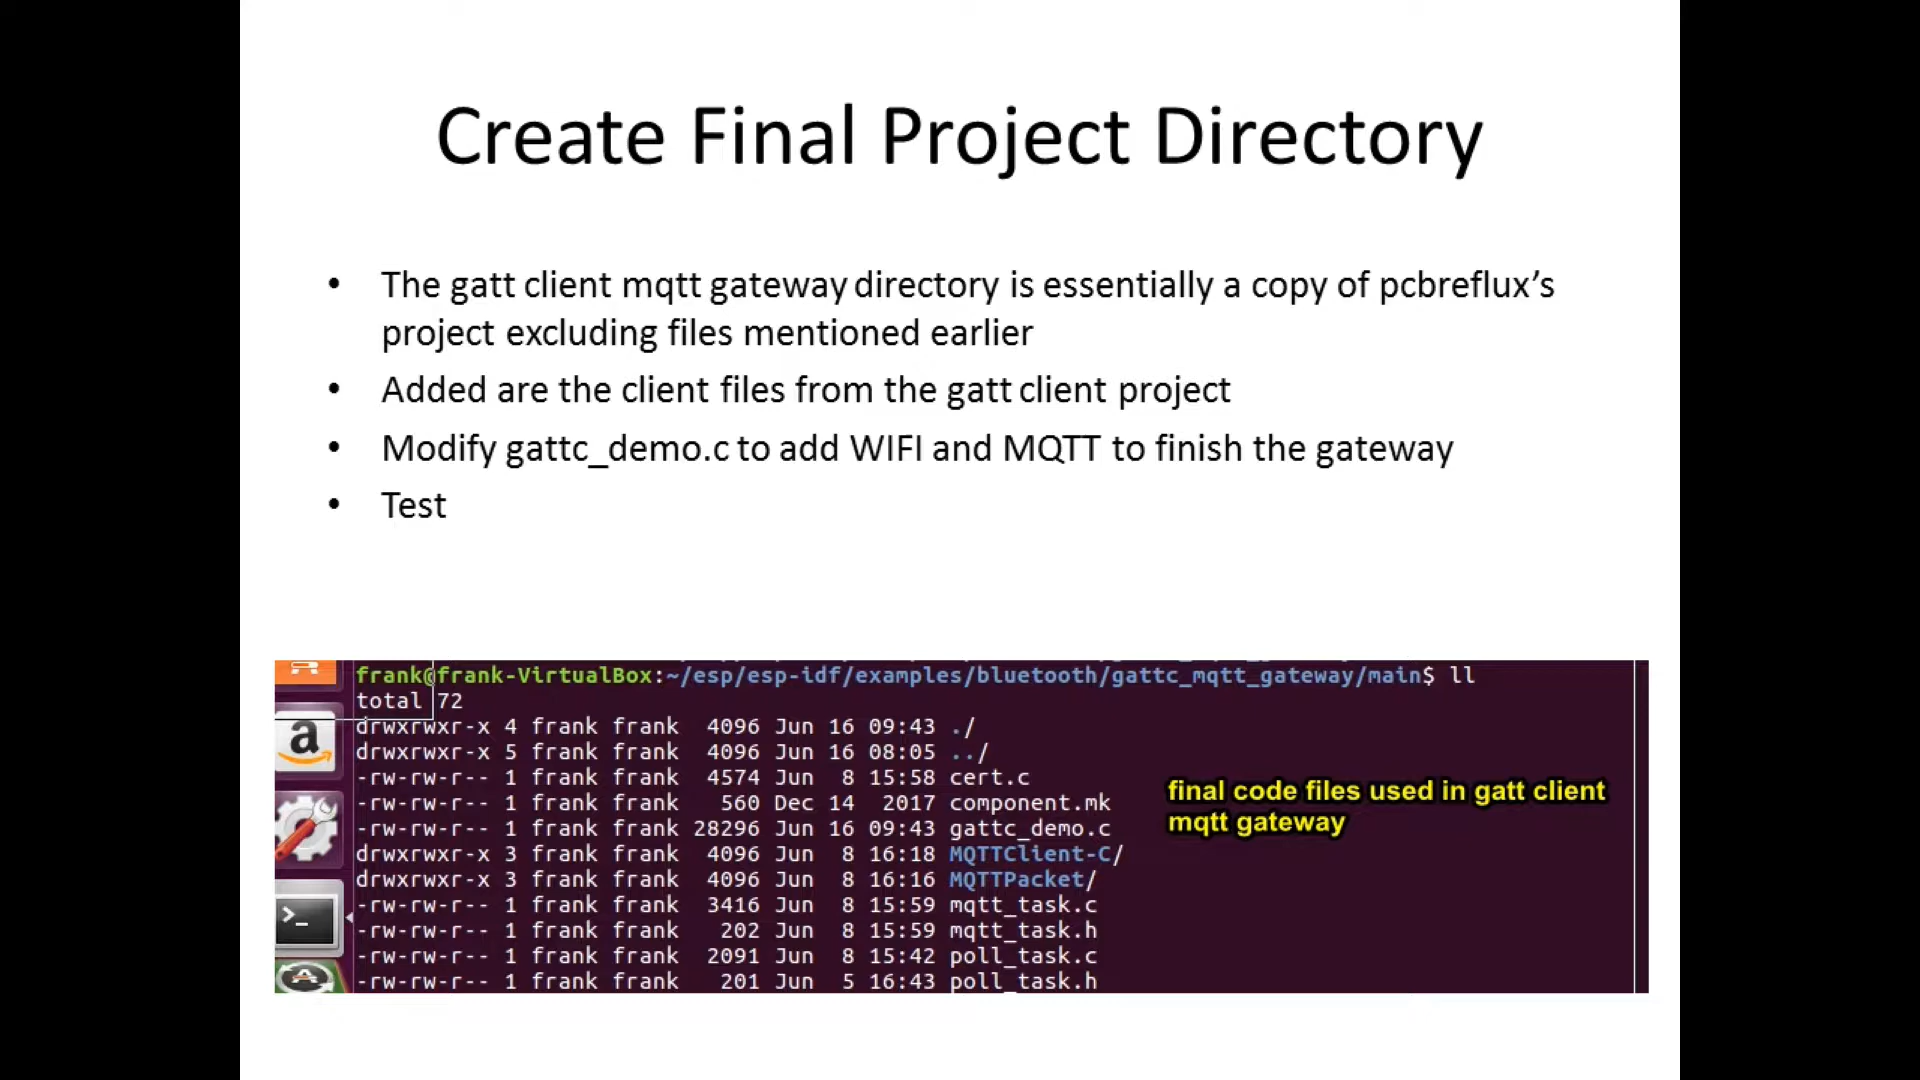 Create Final Project Directory
• The gatt client mqtt gateway directory is essentially a copy of pcbreflux’s
project excluding files mentioned earlier
• Added are the client files from the gatt client project
• Modify gattc_demo.c to add WIFI and MQTT to finish the gateway
• Test
frank@frank-VirtualBox:~/esp/esp-idf/examples/bluetooth/gattc_mqtt_gateway/main$ ll
total 72
drwxrwxr-x 4 frank frank  4096 Jun 16 09:43 ./
drwxrwxr-x 5 frank frank  4096 Jun 16 08:05 ../
-rw-rw-r-- 1 frank frank  4574 Jun  8 15:58 cert.c
-rw-rw-r-- 1 frank frank   560 Dec 14  2017 component.mk
-rw-rw-r-- 1 frank frank 28296 Jun 16 09:43 gattc_demo.c
drwxrwxr-x 3 frank frank  4096 Jun  8 16:18 MQTTClient-C/
drwxrwxr-x 3 frank frank  4096 Jun  8 16:16 MQTTPacket/
-rw-rw-r-- 1 frank frank  3416 Jun  8 15:59 mqtt_task.c
-rw-rw-r-- 1 frank frank   202 Jun  8 15:59 mqtt_task.h
-rw-rw-r-- 1 frank frank  2091 Jun  8 15:42 poll_task.c
-rw-rw-r-- 1 frank frank   201 Jun  5 16:43 poll_task.h
final code files used in gatt client
mqtt gateway